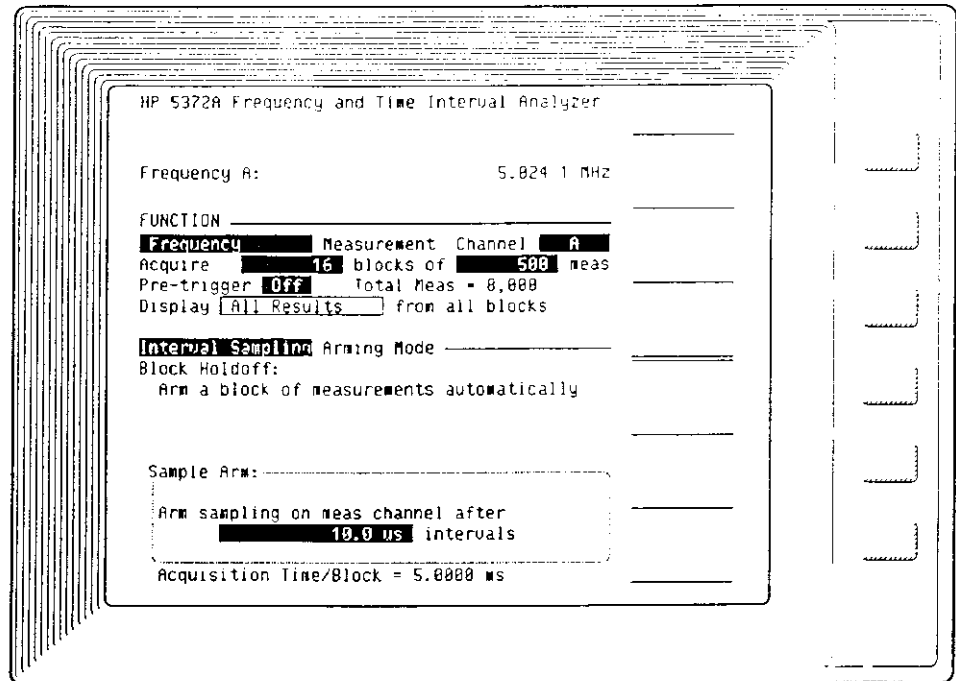 HP 5372A Frequency and Time Interval Analyzer
Frequency A: 5.024 1 MHz
FUNCTION
Frequency Measurement Channel A
Acquire 16 blocks of 500 meas
Pre-trigger Off Total Meas = 8,000
Display All Results from all blocks
Interval Sampling Arming Mode
Block Holdoff:
Arm a block of measurements automatically
Sample Arm:
Arm sampling on meas channel after
10.0 us intervals
Acquisition Time/Block = 5.0000 ms